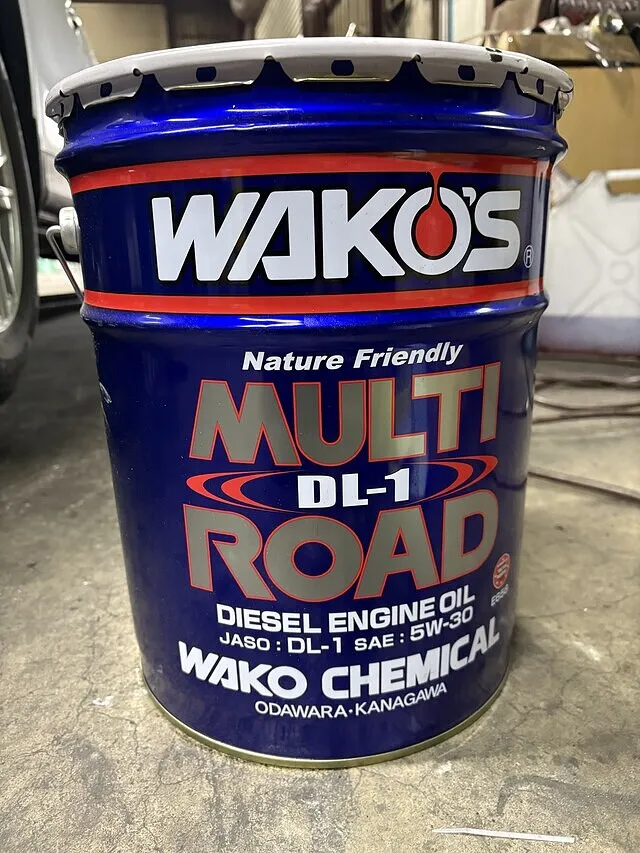 WAKO'S®
Nature Friendly
MULTI
DL-1
ROAD
DIESEL ENGINE OIL
JASO : DL-1 SAE : 5W-30
WAKO CHEMICAL
ODAWARA・KANAGAWA